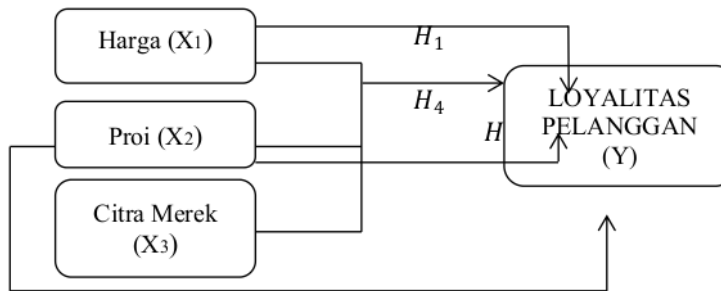 Harga (X1)
H1
H4
Proi (X2)
H
Citra Merek
(X3)
LOYALITAS
PELANGGAN
(Y)